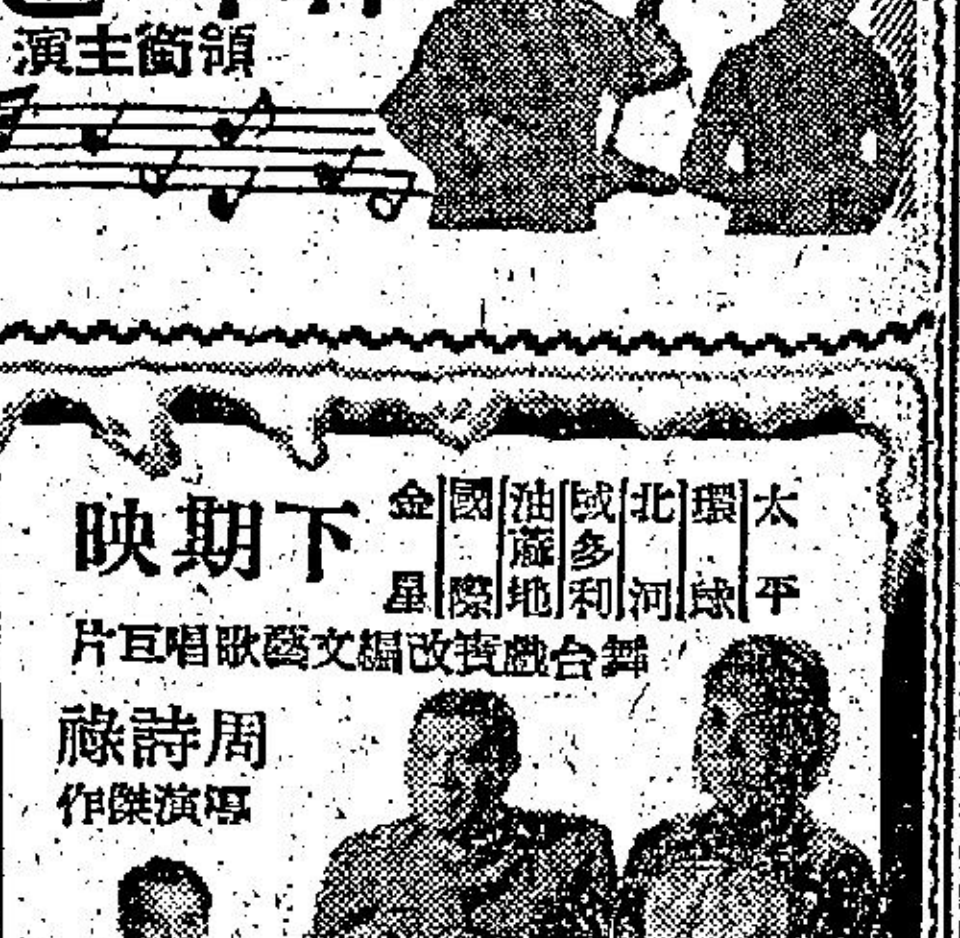 領銜主演
太平
環球
北河
域多利
油蔴地
國際
金星
下期映
舞台戲寶改編文藝歌唱巨片
周詩祿
導演傑作